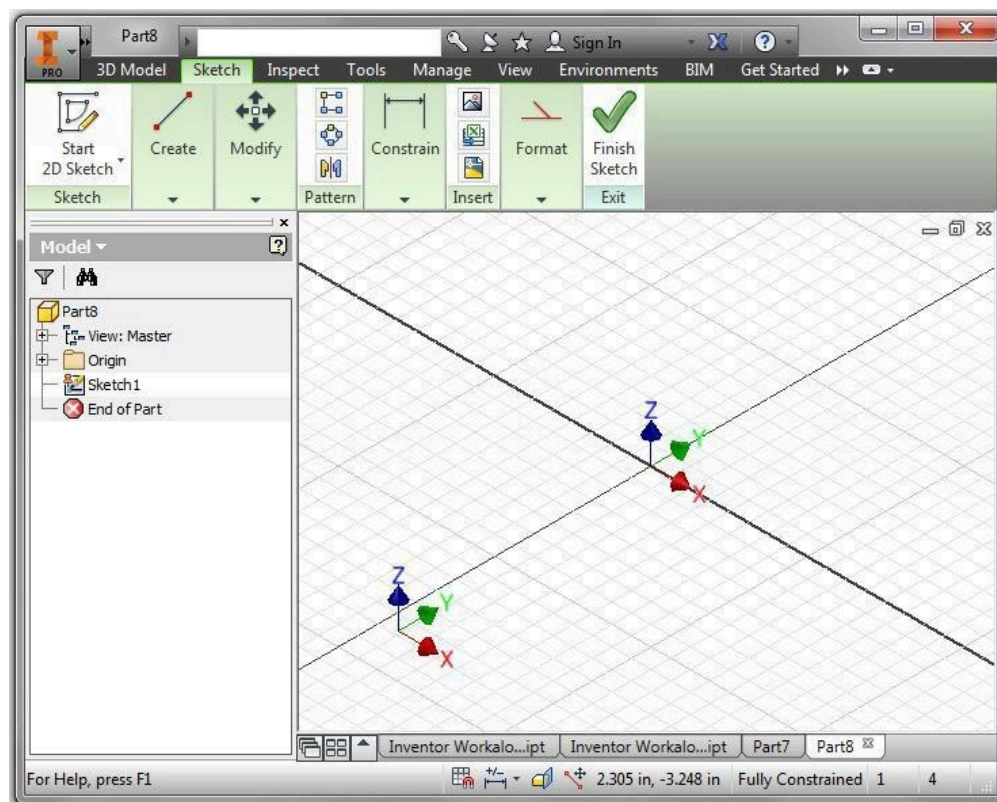 Part8
Sign In
PRO
3D Model Sketch Inspect Tools Manage View Environments BIM Get Started
Start
2D Sketch
Create
Modify
Constrain
Format
Finish
Sketch
Sketch
Pattern
Insert
Exit
Model
Part8
View: Master
Origin
Sketch1
End of Part
Z
Y
X
Z
Y
X
Inventor Workalo...ipt Inventor Workalo...ipt Part7 Part8
For Help, press F1 2.305 in, -3.248 in Fully Constrained 1 4